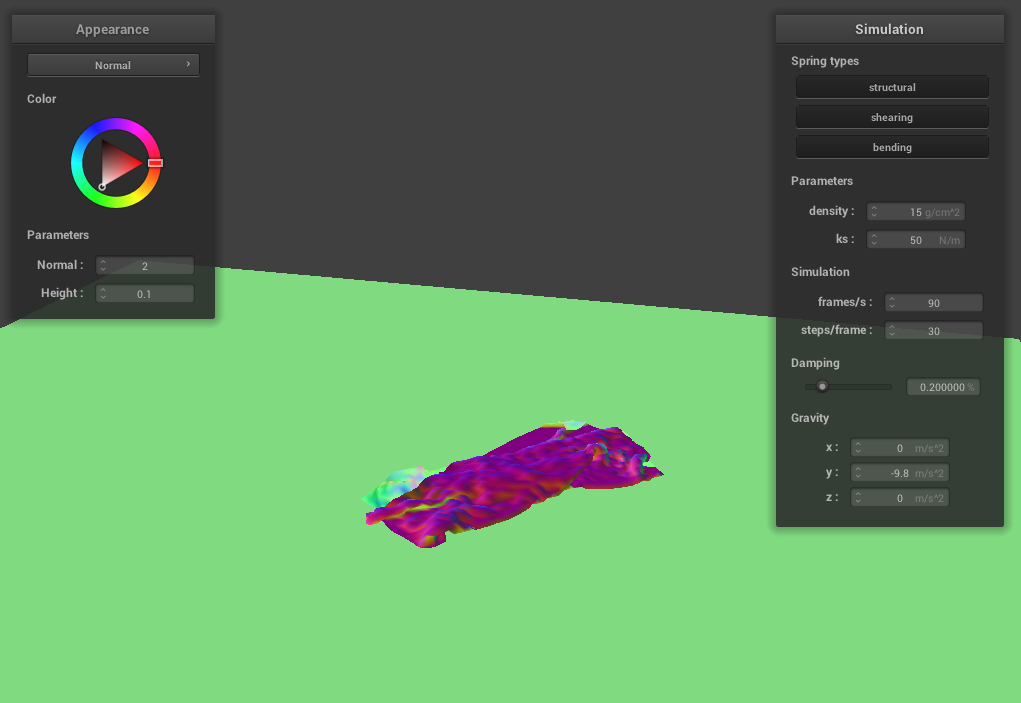 Appearance
Normal ›
Color
Parameters
Normal : 2
Height : 0.1
Simulation
Spring types
structural
shearing
bending
Parameters
density : 15 g/cm^2
ks : 50 N/m
Simulation
frames/s : 90
steps/frame : 30
Damping
0.200000 %
Gravity
x : 0 m/s^2
y : -9.8 m/s^2
z : 0 m/s^2